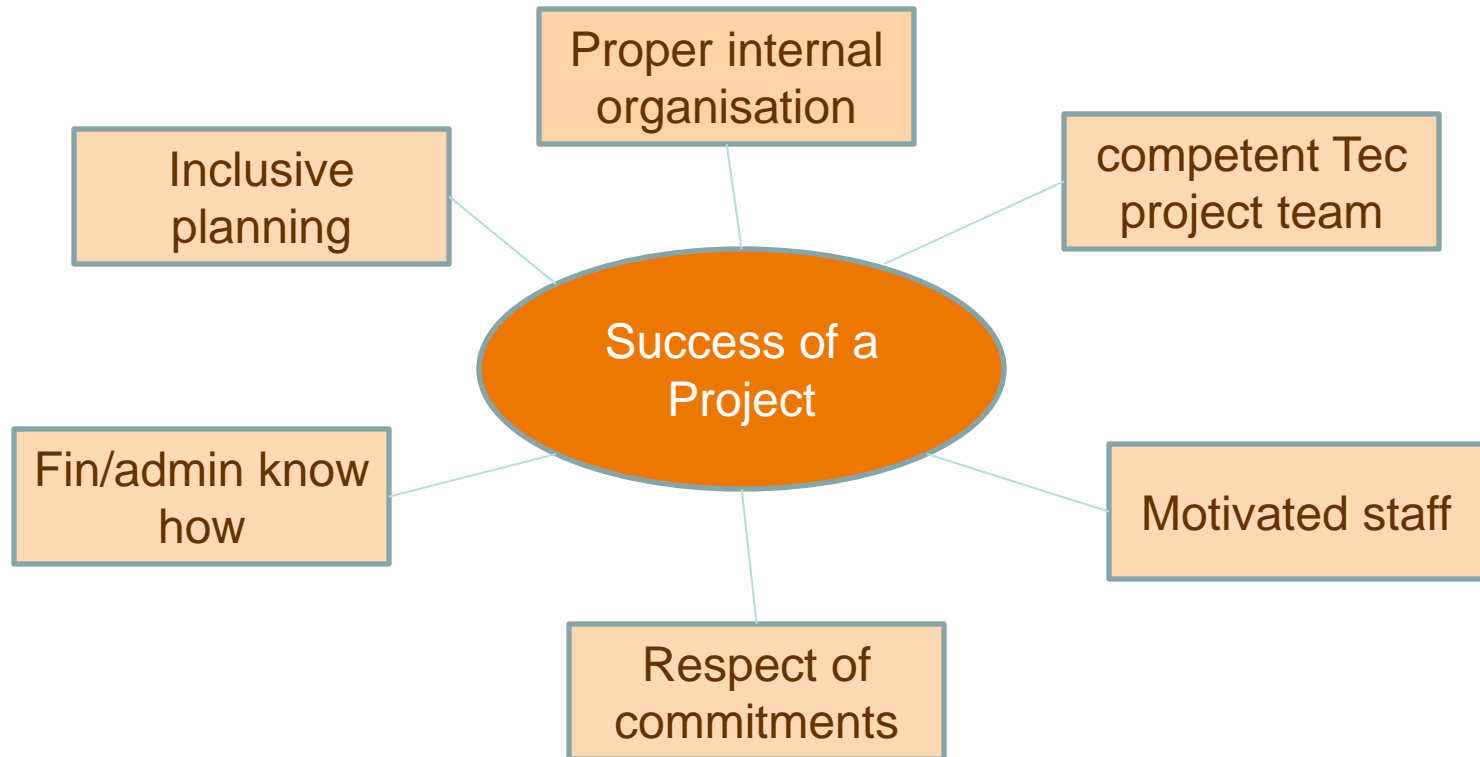 Proper internal
organisation
Inclusive
planning
competent Tec
project team
Success of a
Project
Fin/admin know
how
Motivated staff
Respect of
commitments